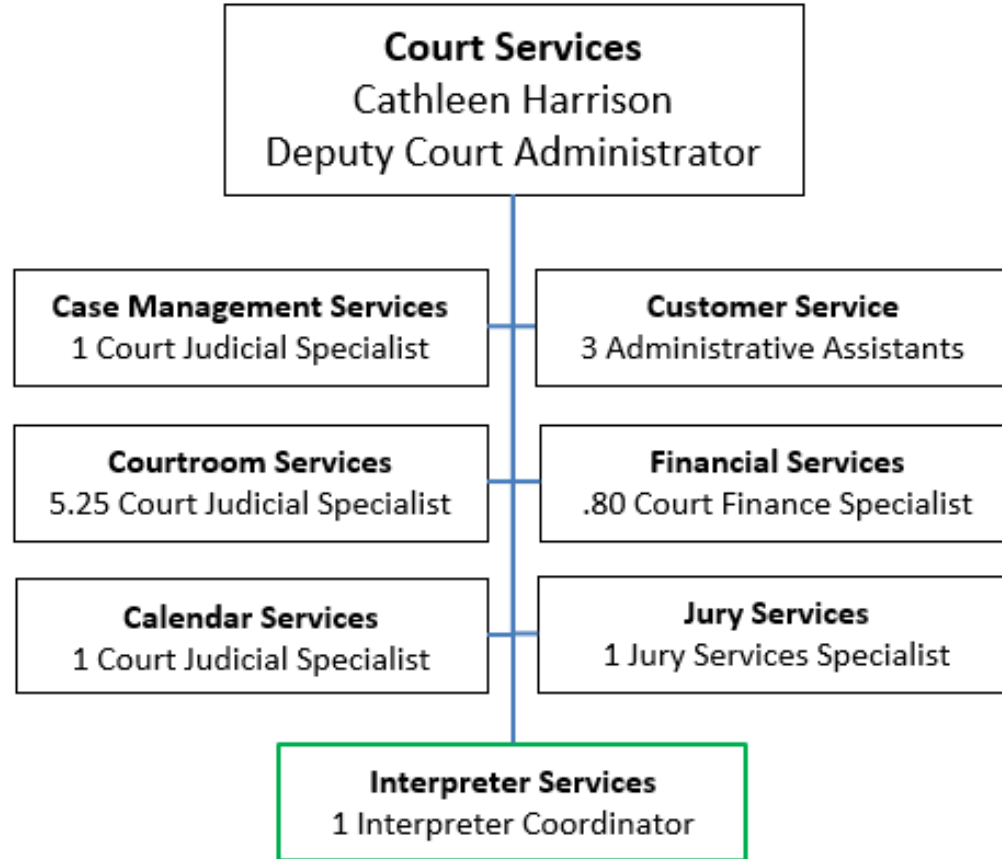 Court Services
Cathleen Harrison
Deputy Court Administrator
Case Management Services
1 Court Judicial Specialist
Customer Service
3 Administrative Assistants
Courtroom Services
5.25 Court Judicial Specialist
Financial Services
.80 Court Finance Specialist
Calendar Services
1 Court Judicial Specialist
Jury Services
1 Jury Services Specialist
Interpreter Services
1 Interpreter Coordinator